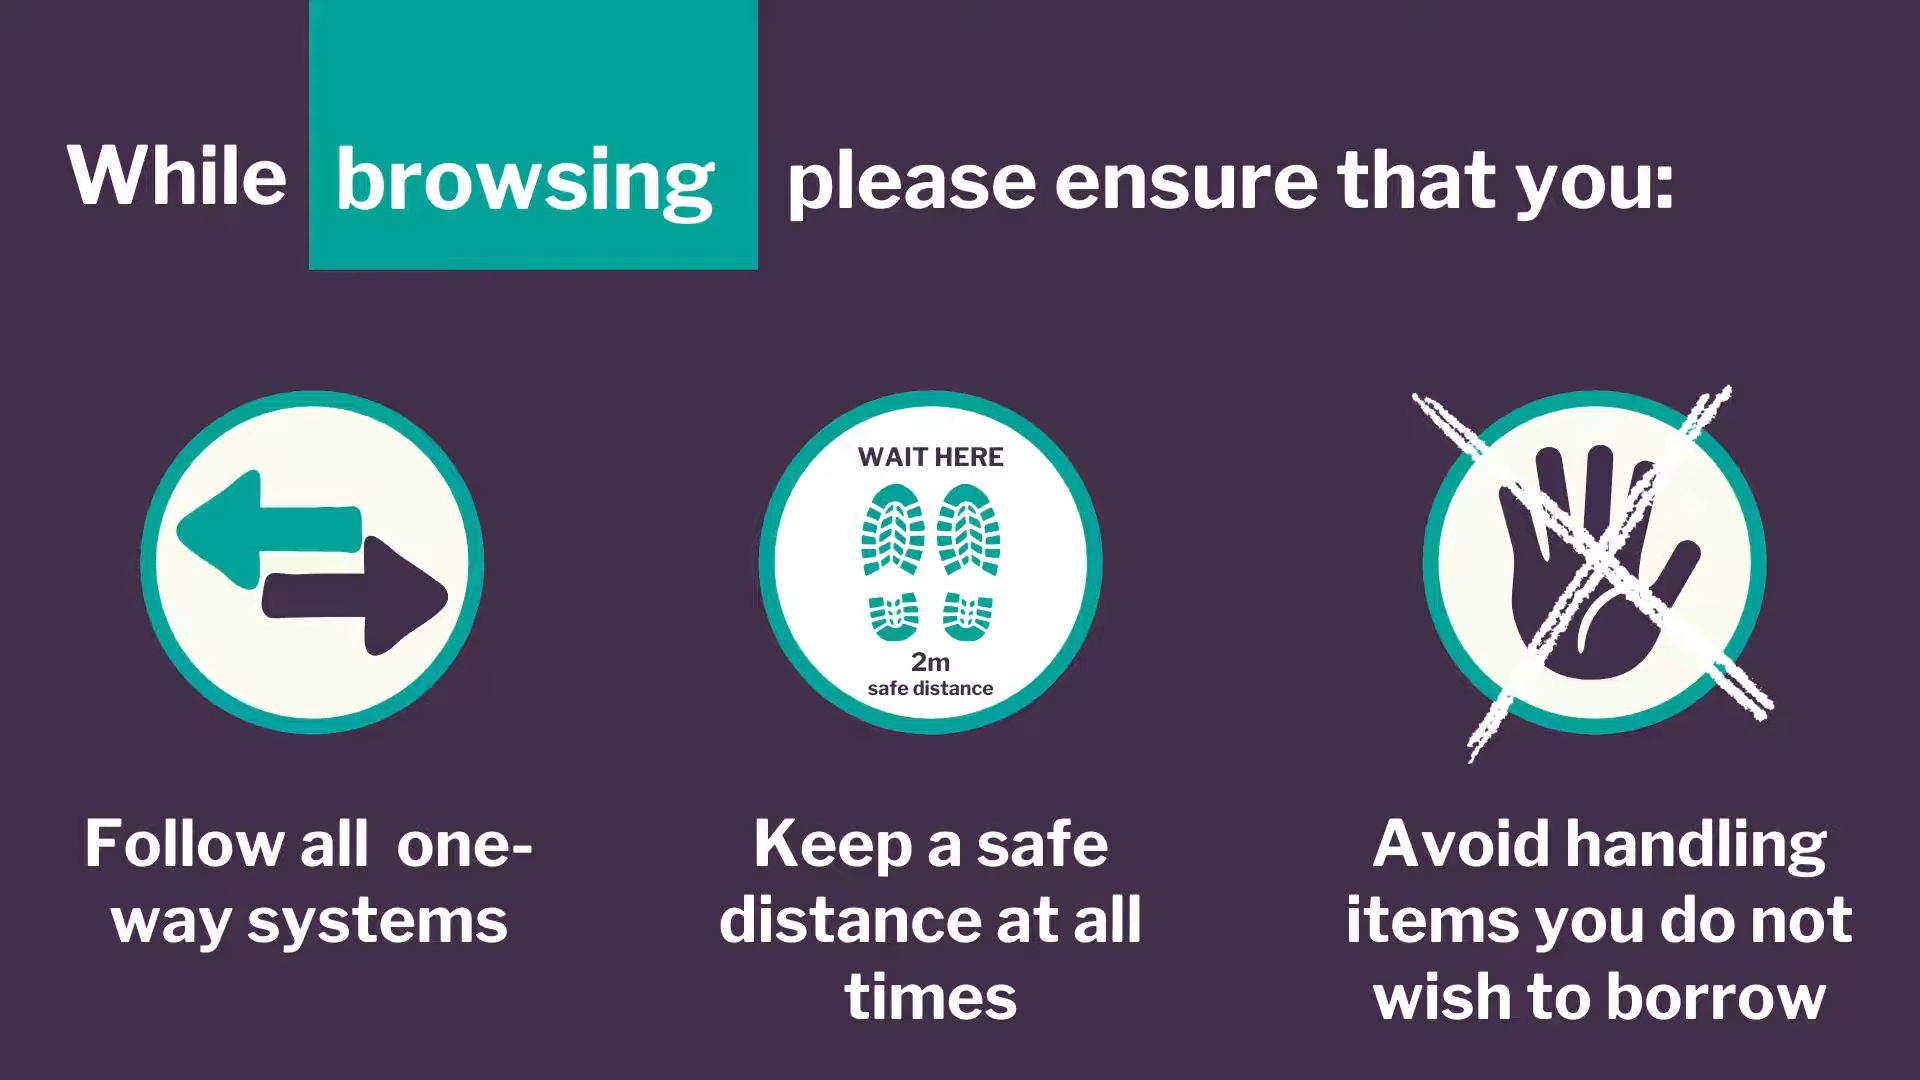 While browsing please ensure that you:
WAIT HERE
2m
safe distance
Follow all one-
way systems
Keep a safe
distance at all
times
Avoid handling
items you do not
wish to borrow